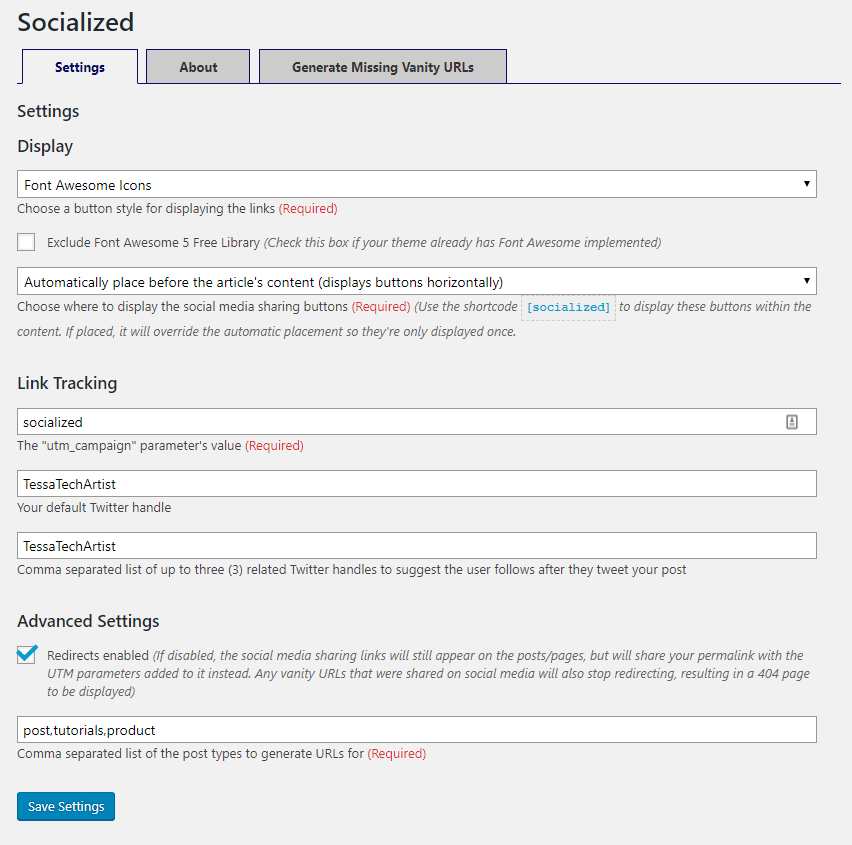 Socialized
Settings
About
Generate Missing Vanity URLs
Settings
Display
Font Awesome Icons
Choose a button style for displaying the links (Required)
Exclude Font Awesome 5 Free Library (Check this box if your theme already has Font Awesome implemented)
Automatically place before the article's content (displays buttons horizontally)
Choose where to display the social media sharing buttons (Required) (Use the shortcode [socialized] to display these buttons within the
content. If placed, it will override the automatic placement so they're only displayed once.
Link Tracking
socialized
The "utm_campaign" parameter's value (Required)
TessaTechArtist
Your default Twitter handle
TessaTechArtist
Comma separated list of up to three (3) related Twitter handles to suggest the user follows after they tweet your post
Advanced Settings
Redirects enabled (If disabled, the social media sharing links will still appear on the posts/pages, but will share your permalink with the
UTM parameters added to it instead. Any vanity URLs that were shared on social media will also stop redirecting, resulting in a 404 page
to be displayed)
post,tutorials,product
Comma separated list of the post types to generate URLs for (Required)
Save Settings